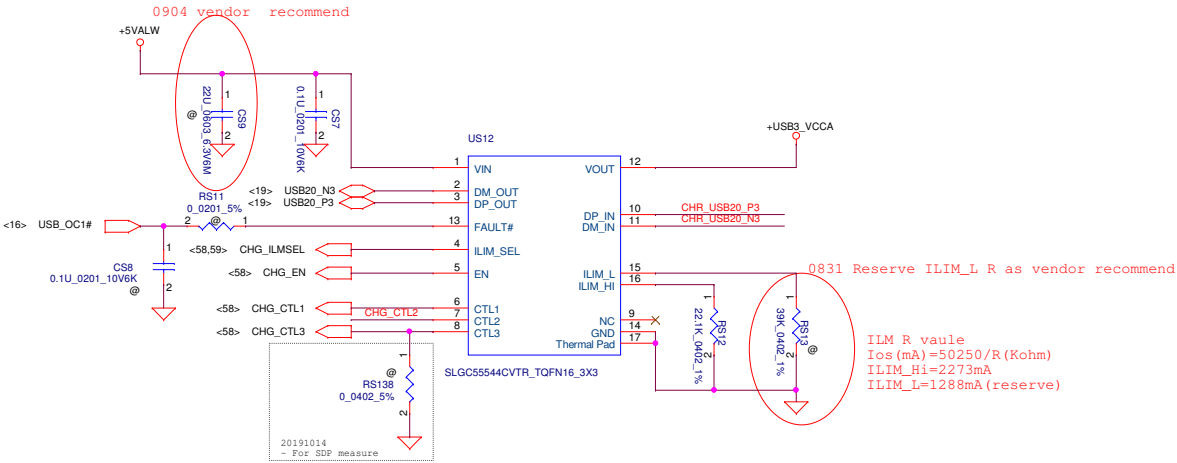 0904 vendor recommend
+5VALW
1
2
CS9
22U_0603_6.3V6M
@
1
2
CS7
0.1U_0201_10V6K
US12
+USB3_VCCA
1
VIN
VOUT
12
<19>
USB20_N3
2
DM_OUT
<19>
USB20_P3
3
DP_OUT
DP_IN
10
CHR_USB20_P3
DM_IN
11
CHR_USB20_N3
RS11
0_0201_5%
@
<16>
USB_OC1#
2
1
13
FAULT#
<58,59>
CHG_ILMSEL
4
ILIM_SEL
1
CS8
0.1U_0201_10V6K
2
@
<58>
CHG_EN
5
EN
ILIM_L
15
ILIM_HI
16
0831 Reserve ILIM_L R as vendor recommend
<58>
CHG_CTL1
6
CTL1
CHG_CTL2
7
CTL2
<58>
CHG_CTL3
8
CTL3
NC
9
GND
14
Thermal Pad
17
1
RS12
22.1K_0402_1%
2
1
RS13
39K_0402_1%
@
2
ILM R vaule
Ios(mA)=50250/R(Kohm)
ILIM_Hi=2273mA
ILIM_L=1288mA(reserve)
SLGC55544CVTR_TQFN16_3X3
1
@
RS138
0_0402_5%
2
20191014
- For SDP measure